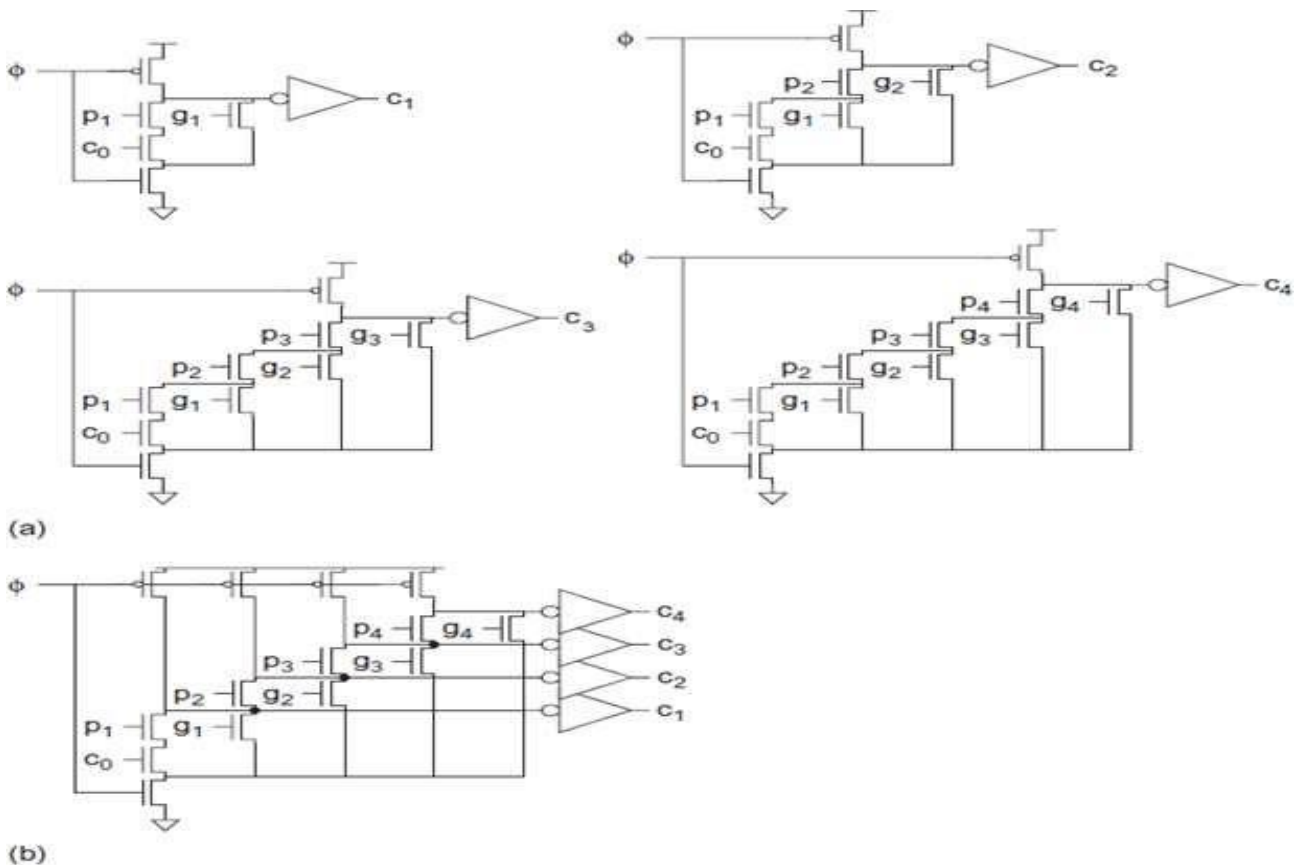 ϕ
p₁ g₁ c₁
c₀
ϕ
c₂
p₂ g₂
p₁ g₁
c₀
ϕ
c₃
p₃ g₃
p₂ g₂
p₁ g₁
c₀
ϕ
c₄
p₄ g₄
p₃ g₃
p₂ g₂
p₁ g₁
c₀
(a)
ϕ
c₄
p₄ g₄
c₃
p₃ g₃
c₂
p₂ g₂
c₁
p₁ g₁
c₀
(b)